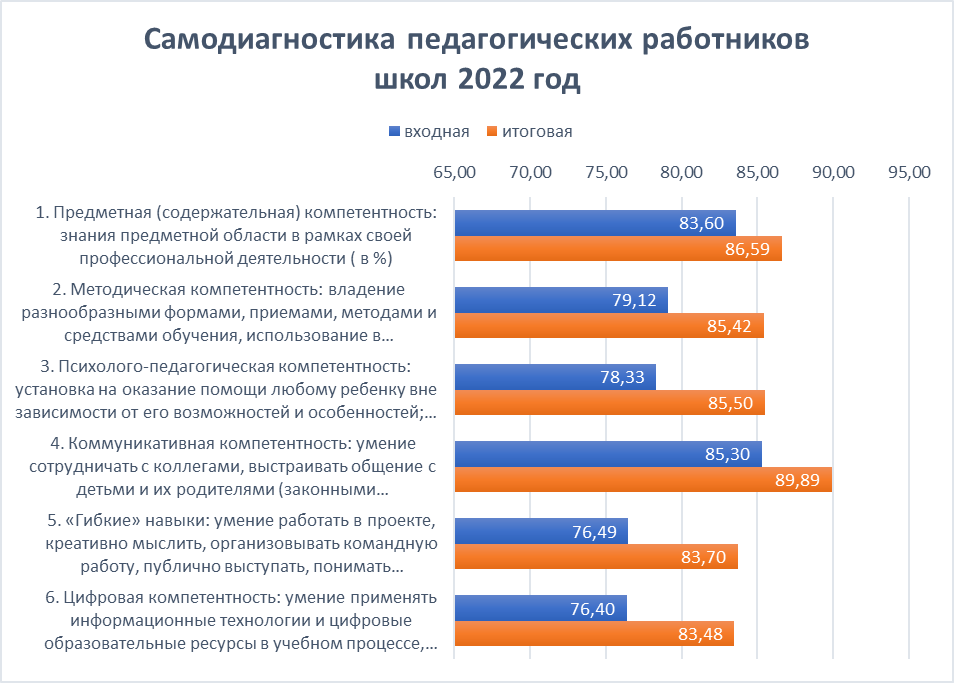 Самодиагностика педагогических работников
школ 2022 год
входная итоговая
65,00 70,00 75,00 80,00 85,00 90,00 95,00
1. Предметная (содержательная) компетентность:
знания предметной области в рамках своей
профессиональной деятельности ( в %)
83,60
86,59
2. Методическая компетентность: владение
разнообразными формами, приемами, методами и
средствами обучения, использование в...
79,12
85,42
3. Психолого-педагогическая компетентность:
установка на оказание помощи любому ребенку вне
зависимости от его возможностей и особенностей;...
78,33
85,50
4. Коммуникативная компетентность: умение
сотрудничать с коллегами, выстраивать общение с
детьми и их родителями (законными...
85,30
89,89
5. «Гибкие» навыки: умение работать в проекте,
креативно мыслить, организовывать командную
работу, публично выступать, понимать...
76,49
83,70
6. Цифровая компетентность: умение применять
информационные технологии и цифровые
образовательные ресурсы в учебном процессе,...
76,40
83,48